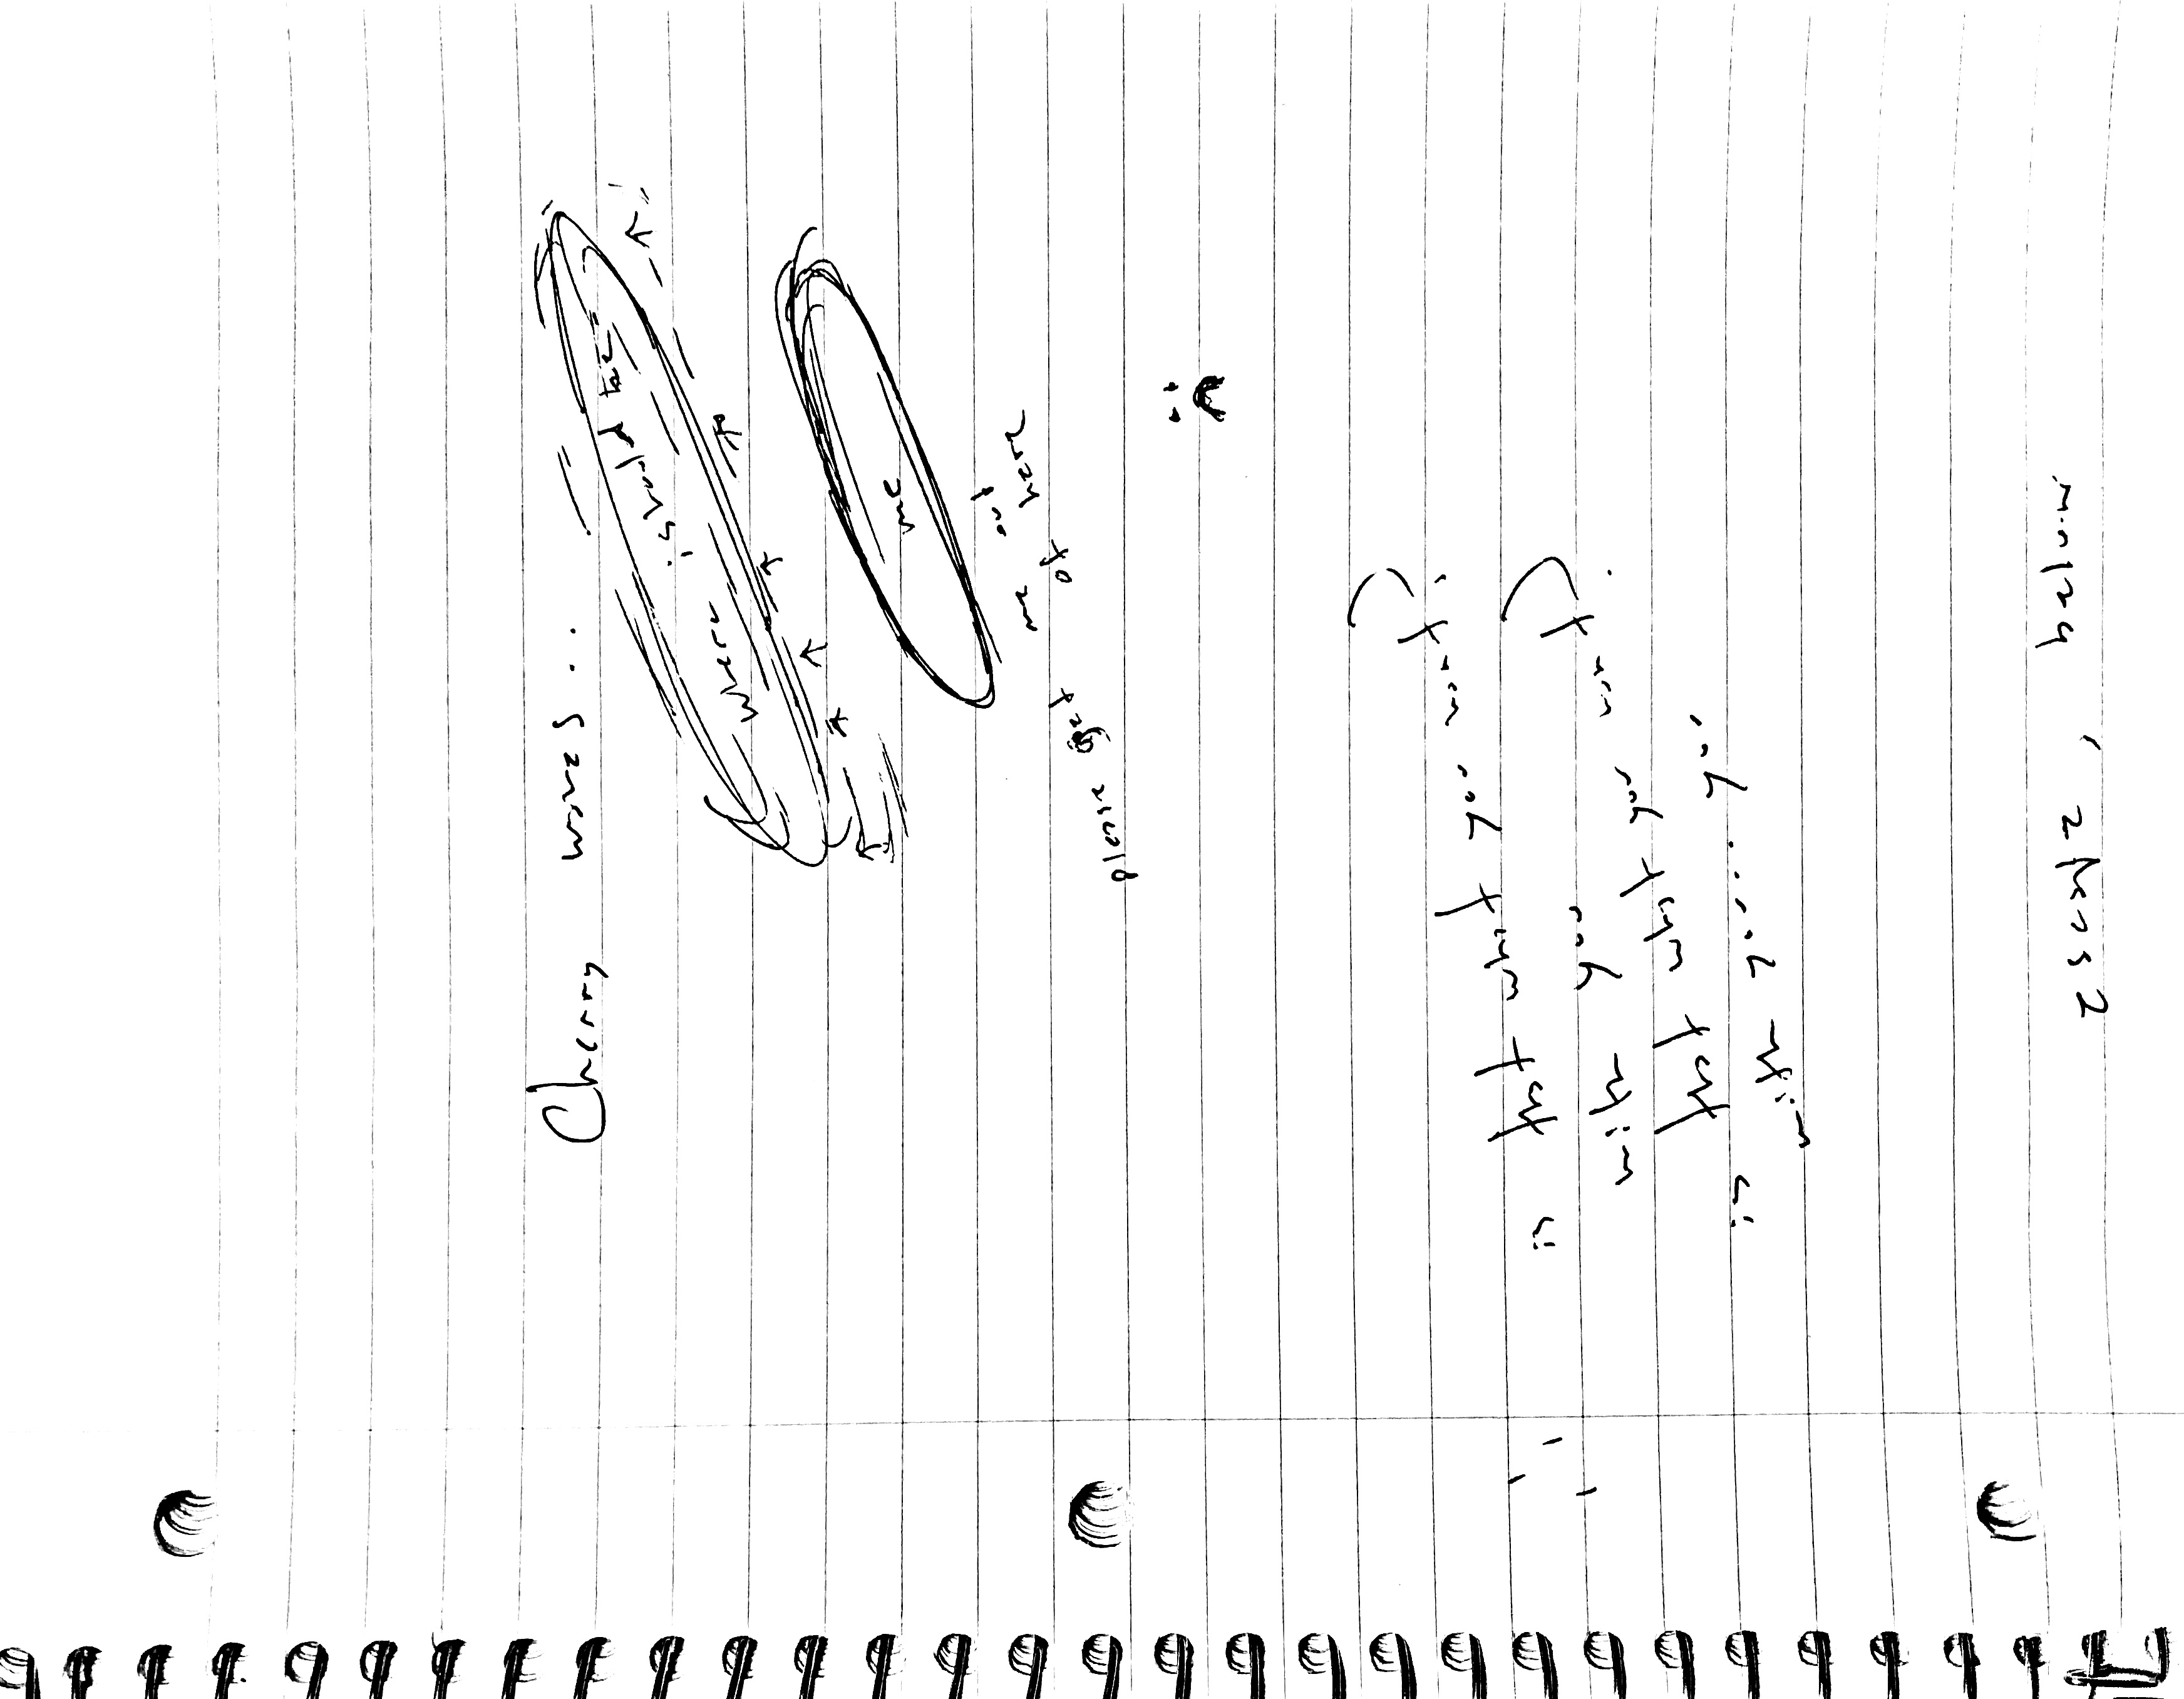 Cherry waves..
where i should be
me
please get me out
of here
is that what you want?
with you
is that what you want?
with you... you
escape, below